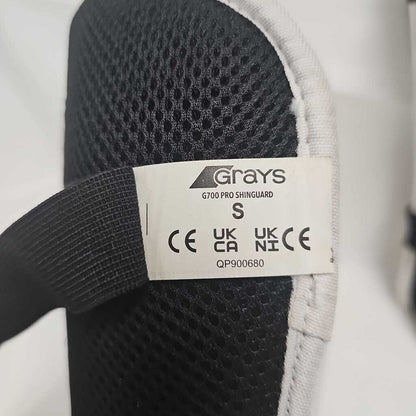 GRAYS
G700 PRO SHINGUARD
S
CE UK CA UK NI CE
QP900680